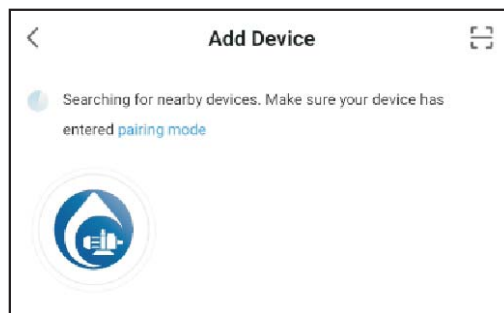 Add Device
Searching for nearby devices. Make sure your device has
entered pairing mode